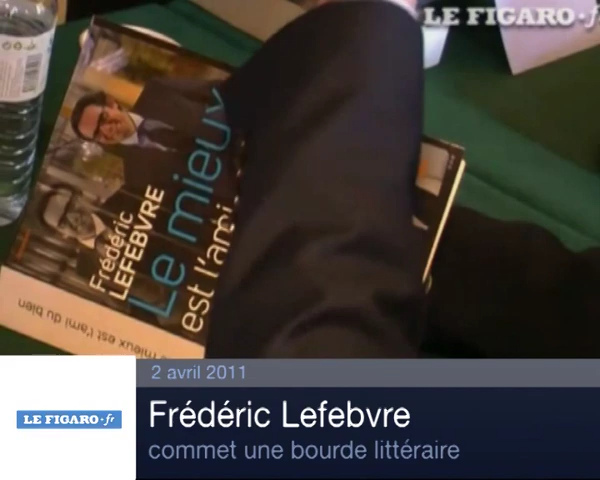 LE FIGARO·fr
Frédéric
LEFEBVRE
Le mieux
est l'ami
mieux est l'ami du bien
2 avril 2011
LE FIGARO·fr
Frédéric Lefebvre
commet une bourde littéraire